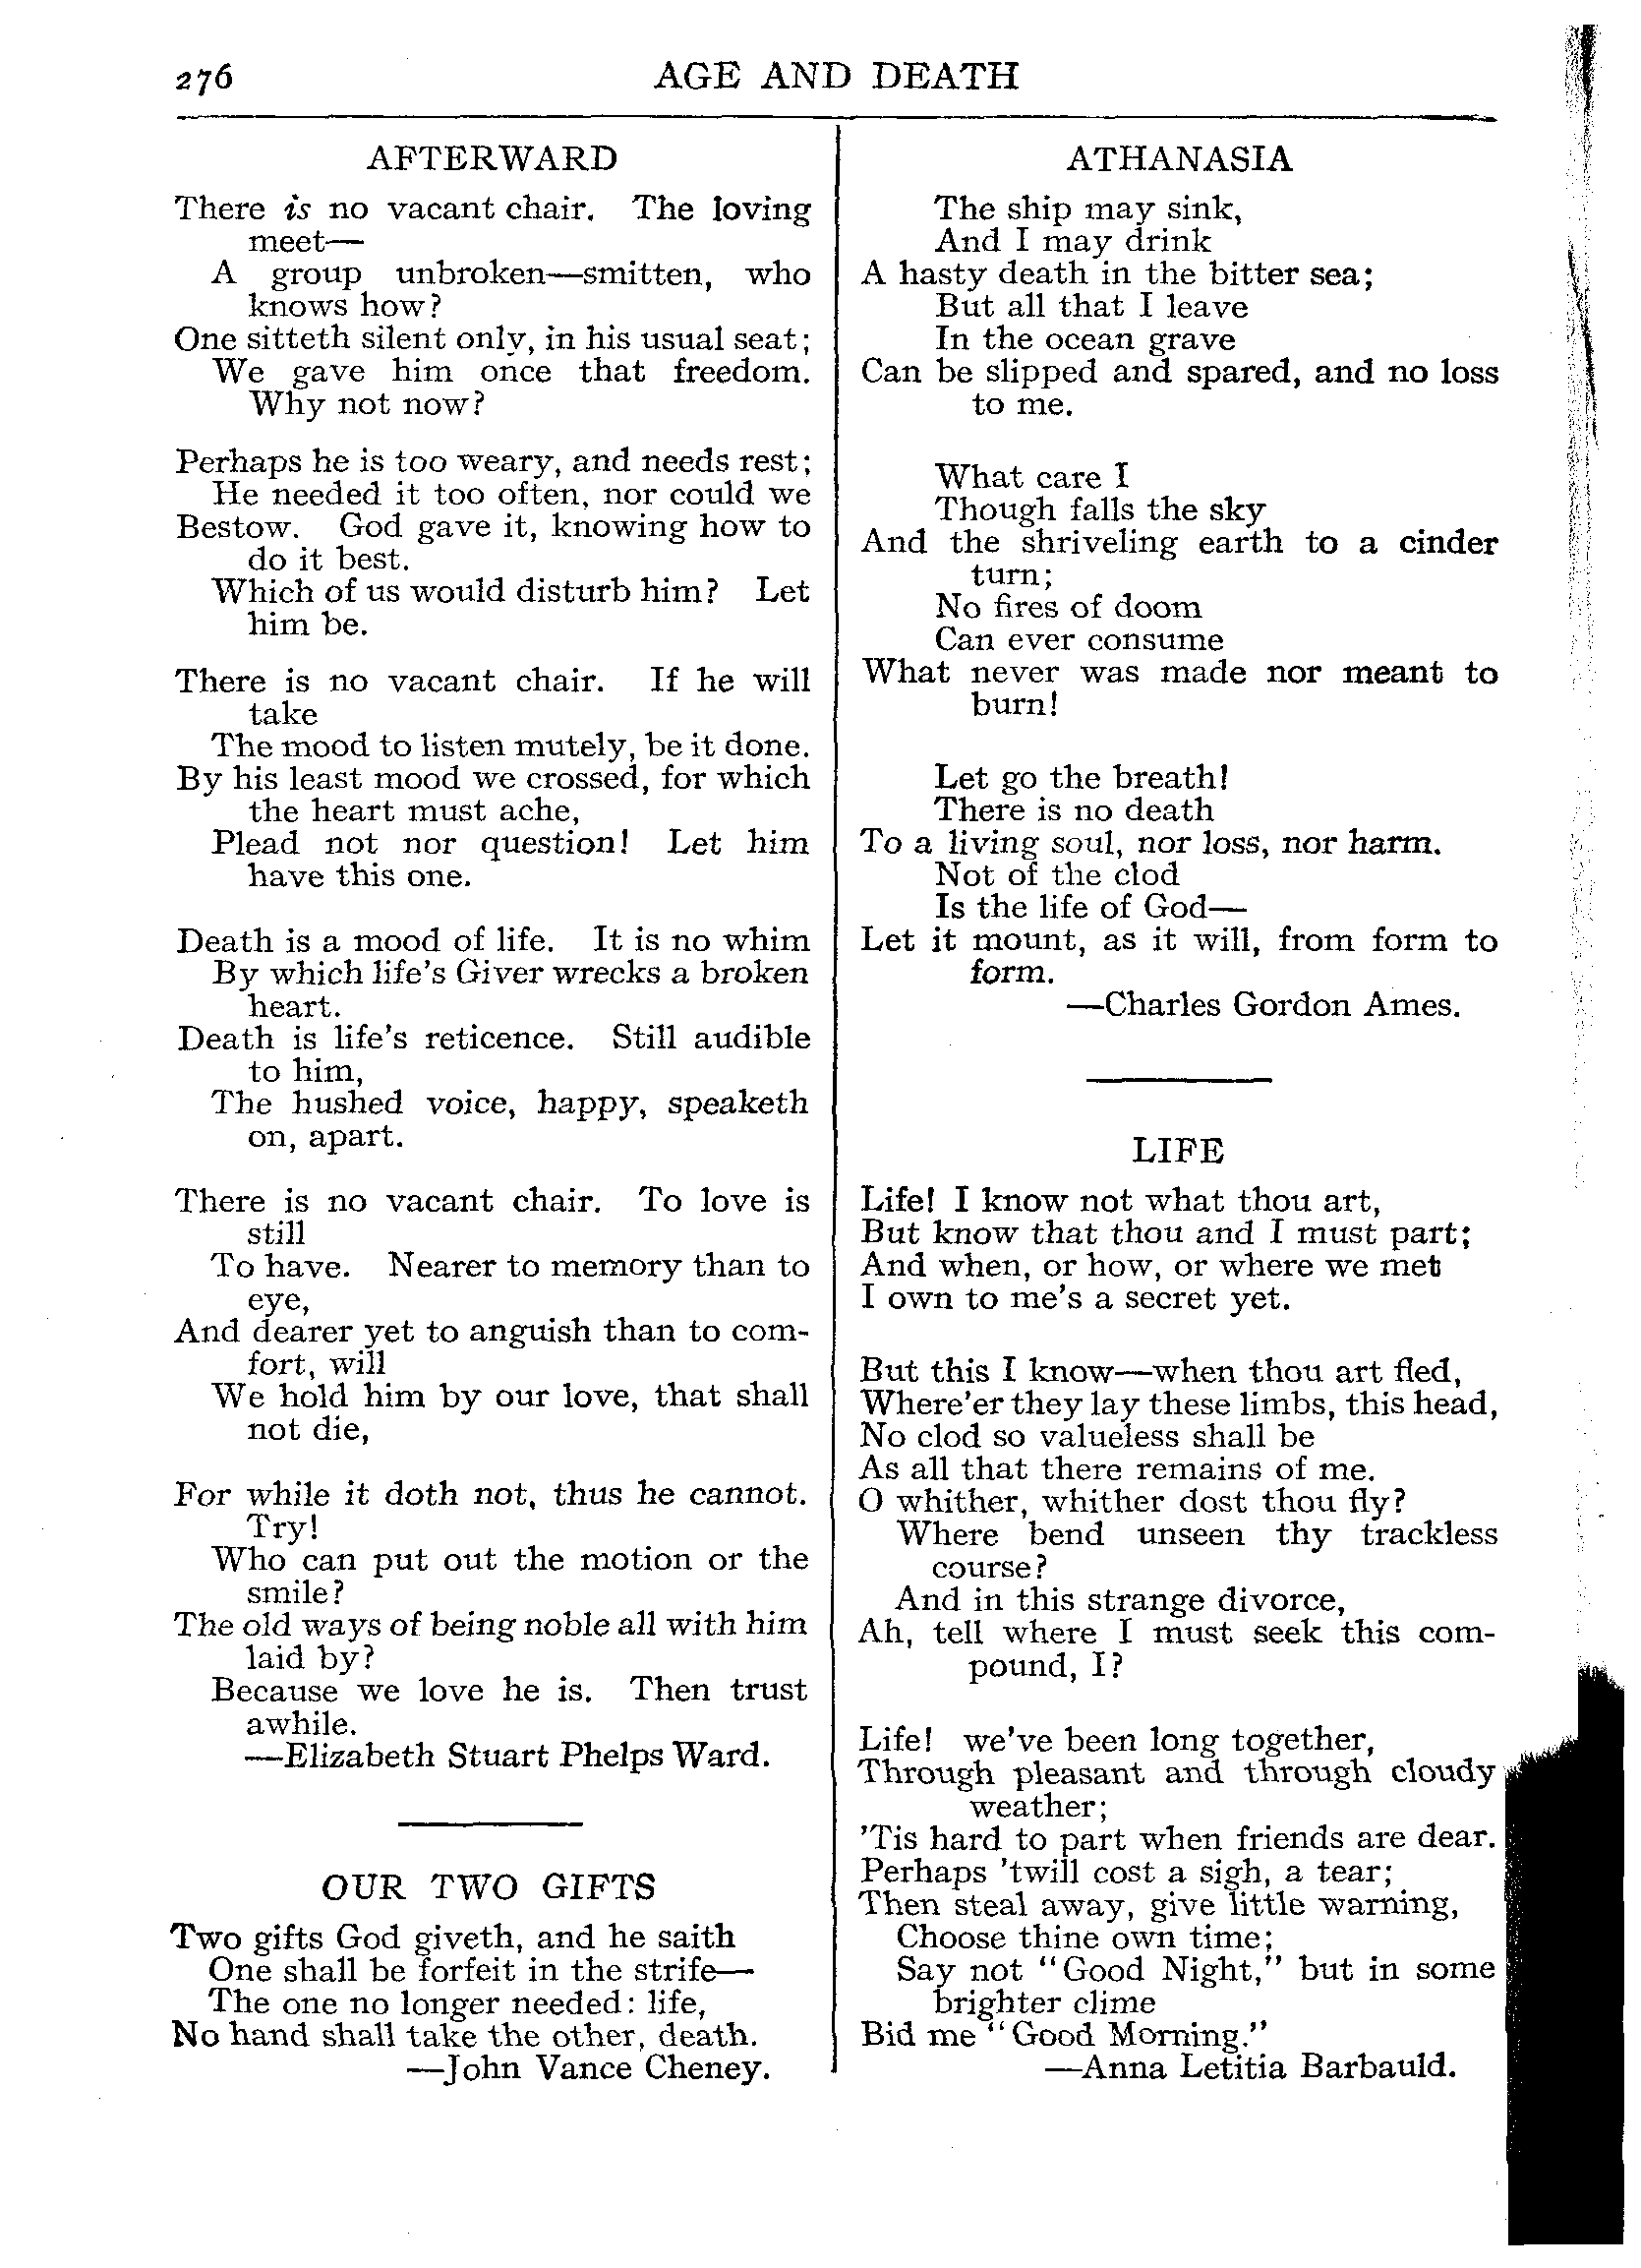 276
AGE AND DEATH
AFTERWARD
There is no vacant chair. The loving
meet—
A group unbroken—smitten, who
knows how?
One sitteth silent only, in his usual seat;
We gave him once that freedom.
Why not now?
Perhaps he is too weary, and needs rest;
He needed it too often, nor could we
Bestow. God gave it, knowing how to
do it best.
Which of us would disturb him? Let
him be.
There is no vacant chair. If he will
take
The mood to listen mutely, be it done.
By his least mood we crossed, for which
the heart must ache,
Plead not nor question! Let him
have this one.
Death is a mood of life. It is no whim
By which life's Giver wrecks a broken
heart.
Death is life's reticence. Still audible
to him,
The hushed voice, happy, speaketh
on, apart.
There is no vacant chair. To love is
still
To have. Nearer to memory than to
eye,
And dearer yet to anguish than to com-
fort, will
We hold him by our love, that shall
not die,
For while it doth not, thus he cannot.
Try!
Who can put out the motion or the
smile?
The old ways of being noble all with him
laid by?
Because we love he is. Then trust
awhile.
—Elizabeth Stuart Phelps Ward.
OUR TWO GIFTS
Two gifts God giveth, and he saith
One shall be forfeit in the strife—
The one no longer needed: life,
No hand shall take the other, death.
—John Vance Cheney.
ATHANASIA
The ship may sink,
And I may drink
A hasty death in the bitter sea;
But all that I leave
In the ocean grave
Can be slipped and spared, and no loss
to me.
What care I
Though falls the sky
And the shriveling earth to a cinder
turn;
No fires of doom
Can ever consume
What never was made nor meant to
burn!
Let go the breath!
There is no death
To a living soul, nor loss, nor harm.
Not of the clod
Is the life of God—
Let it mount, as it will, from form to
form.
—Charles Gordon Ames.
LIFE
Life! I know not what thou art,
But know that thou and I must part;
And when, or how, or where we met
I own to me's a secret yet.
But this I know—when thou art fled,
Where'er they lay these limbs, this head,
No clod so valueless shall be
As all that there remains of me.
O whither, whither dost thou fly?
Where bend unseen thy trackless
course?
And in this strange divorce,
Ah, tell where I must seek this com-
pound, I?
Life! we've been long together,
Through pleasant and through cloudy
weather;
'Tis hard to part when friends are dear.
Perhaps 'twill cost a sigh, a tear;
Then steal away, give little warning,
Choose thine own time;
Say not "Good Night," but in some
brighter clime
Bid me "Good Morning."
—Anna Letitia Barbauld.